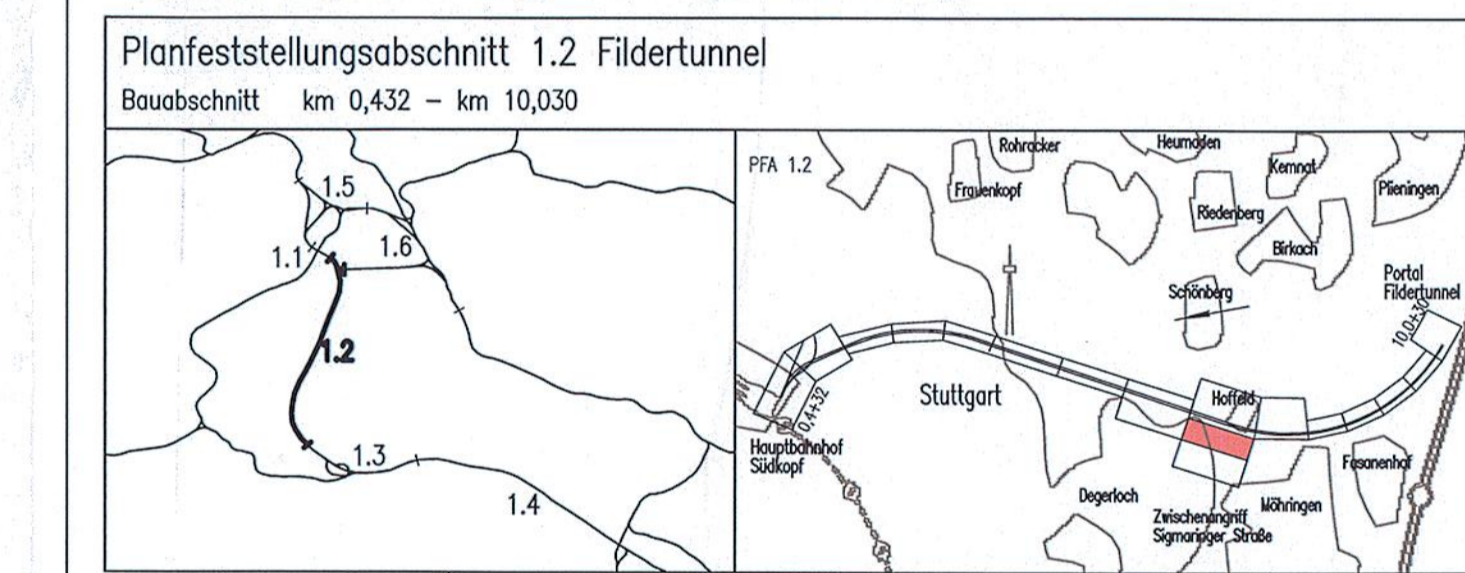 Planfeststellungsabschnitt 1.2 Fildertunnel
Bauabschnitt km 0,432 – km 10,030
1.5
1.1
1.6
1.2
1.3
1.4
PFA 1.2
Rohracker
Heumaden
Frauenkopf
Kemnat
Plieningen
Riedenberg
Birkach
Schönberg
Portal
Fildertunnel
10.0+30
Stuttgart
Hoffeld
0.4+32
Hauptbahnhof
Südkopf
Fasanenhof
Degerloch
Möhringen
Zwischenangriff
Sigmaringer Straße